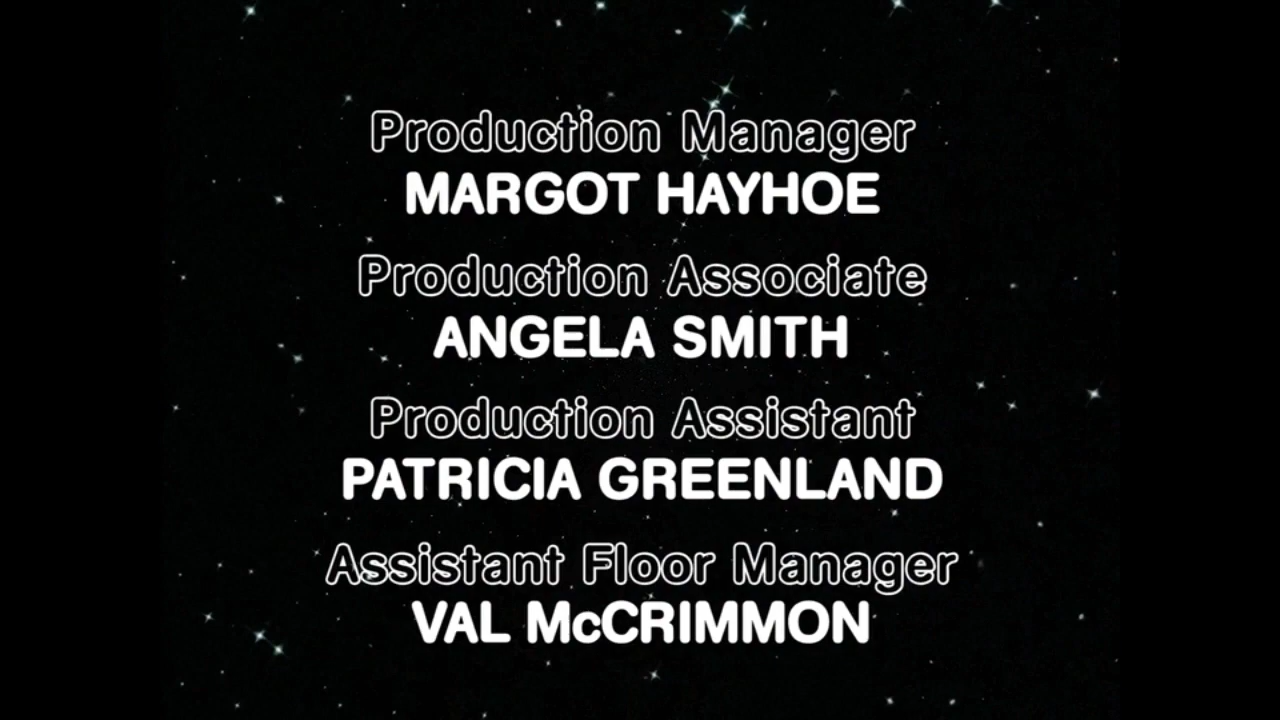 Production Manager
MARGOT HAYHOE
Production Associate
ANGELA SMITH
Production Assistant
PATRICIA GREENLAND
Assistant Floor Manager
VAL McCRIMMON